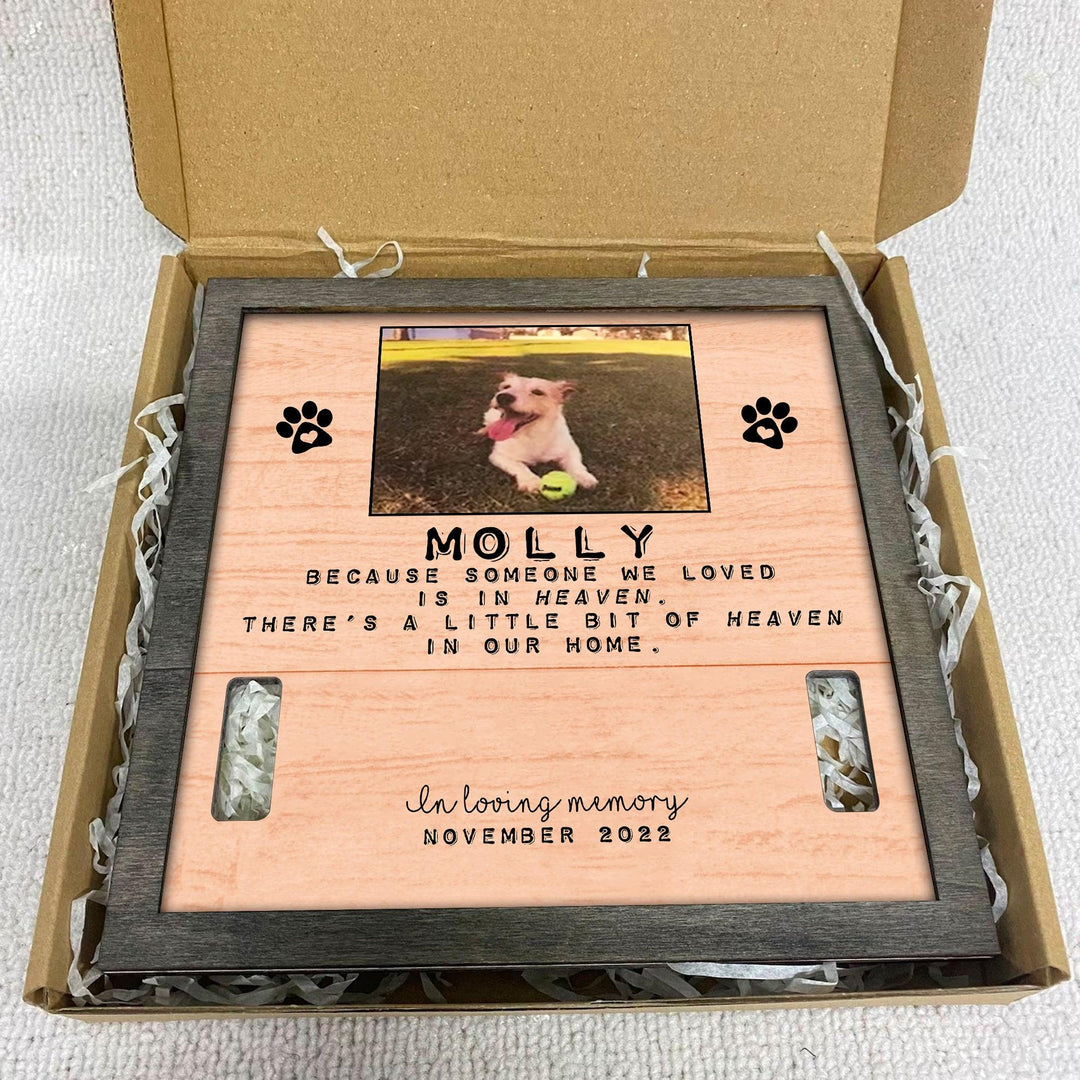 MOLLY
BECAUSE SOMEONE WE LOVED
IS IN HEAVEN.
THERE'S A LITTLE BIT OF HEAVEN
IN OUR HOME.
In loving memory
NOVEMBER 2022